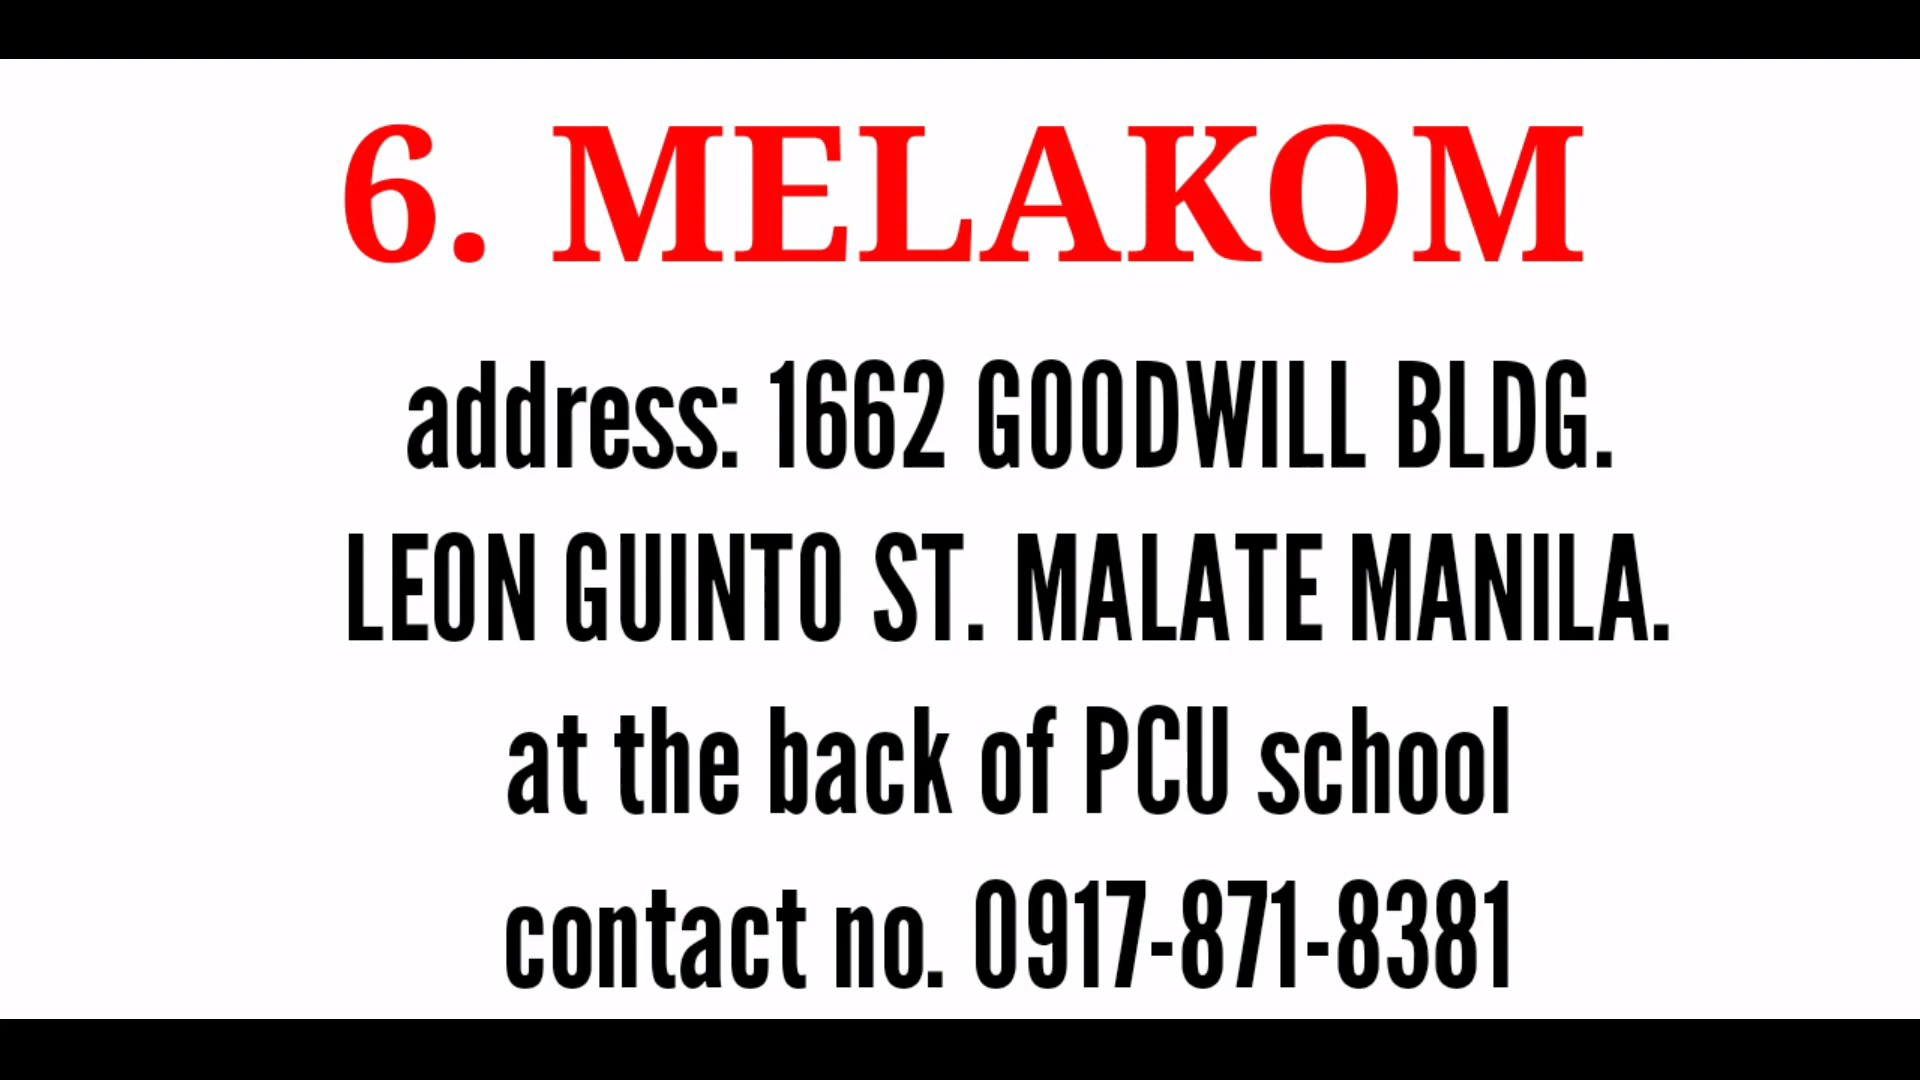 6. MELAKOM
address: 1662 GOODWILL BLDG.
LEON GUINTO ST. MALATE MANILA.
at the back of PCU school
contact no. 0917-871-8381